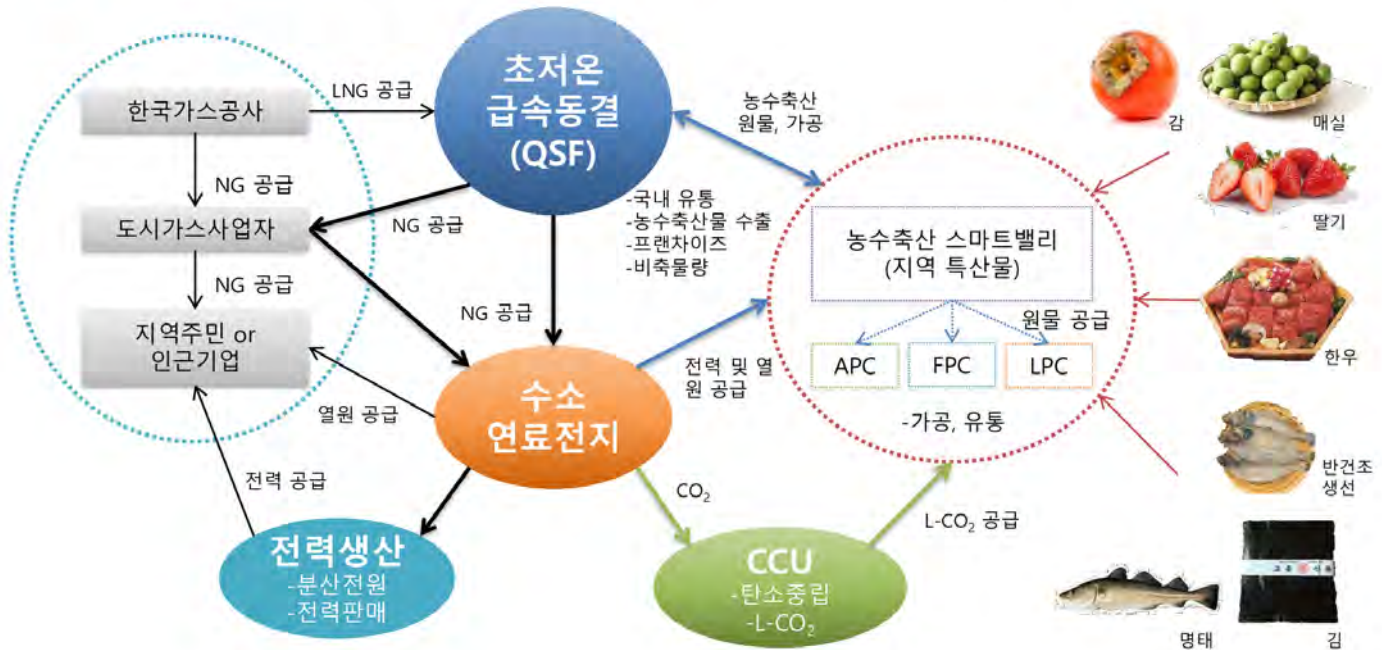 초저온
급속동결
(QSF)
한국가스공사
LNG 공급
NG 공급
도시가스사업자
NG 공급
NG 공급
지역주민 or
인근기업
열원 공급
전력 공급
-국내 유통
-농수축산물 수출
-프랜차이즈
-비축물량
NG 공급
수소
연료전지
전력생산
-분산전원
-전력판매
농수축산
원물, 가공
농수축산 스마트밸리
(지역 특산물)
원물 공급
APC
FPC
LPC
-가공, 유통
전력 및 열
원 공급
CO₂
CCU
-탄소중립
-L-CO₂
L-CO₂ 공급
감
매실
딸기
한우
반건조
생선
명태
김